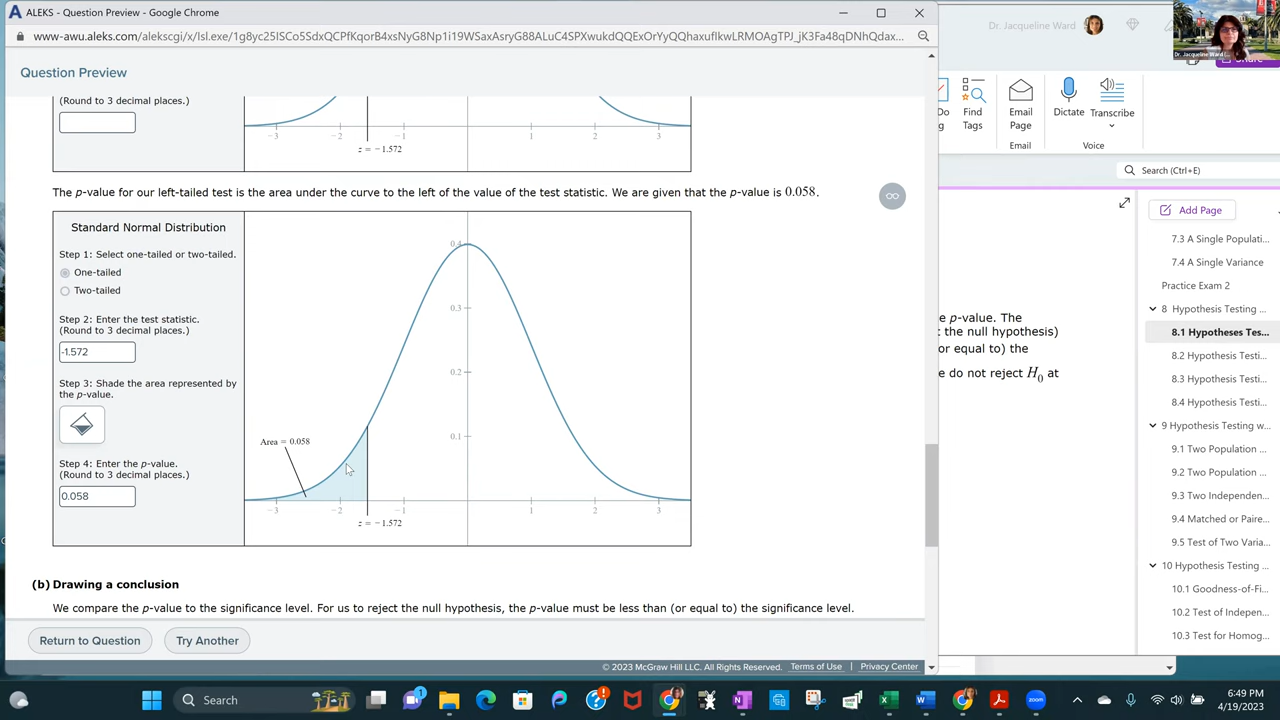 ALEKS - Question Preview - Google Chrome
Dr. Jacqueline Ward
Question Preview
(Round to 3 decimal places.)
−3
−2
−1
1
2
3
z = −1.572
The p-value for our left-tailed test is the area under the curve to the left of the value of the test statistic. We are given that the p-value is 0.058.
Standard Normal Distribution
Step 1: Select one-tailed or two-tailed.
One-tailed
Two-tailed
Step 2: Enter the test statistic.
(Round to 3 decimal places.)
-1.572
Step 3: Shade the area represented by
the p-value.
Step 4: Enter the p-value.
(Round to 3 decimal places.)
0.058
0.4
0.3
0.2
0.1
Area = 0.058
−3
−2
−1
1
2
3
z = −1.572
(b) Drawing a conclusion
We compare the p-value to the significance level. For us to reject the null hypothesis, the p-value must be less than (or equal to) the significance level.
Return to Question
Try Another
© 2023 McGraw Hill LLC. All Rights Reserved. Terms of Use | Privacy Center
Do
Find
Tags
Email
Page
Dictate
Transcribe
Email
Voice
Search (Ctrl+E)
Add Page
e p-value. The
the null hypothesis)
or equal to) the
e do not reject H0 at
7.3 A Single Populati...
7.4 A Single Variance
Practice Exam 2
8 Hypothesis Testing ...
8.1 Hypotheses Tes...
8.2 Hypothesis Testi...
8.3 Hypothesis Testi...
8.4 Hypothesis Testi...
9 Hypothesis Testing w...
9.1 Two Population ...
9.2 Two Population ...
9.3 Two Independen...
9.4 Matched or Paire...
9.5 Test of Two Varia...
10 Hypothesis Testing ...
10.1 Goodness-of-Fi...
10.2 Test of Indepen...
10.3 Test for Homog...
Search
zoom
6:49 PM
4/19/2023